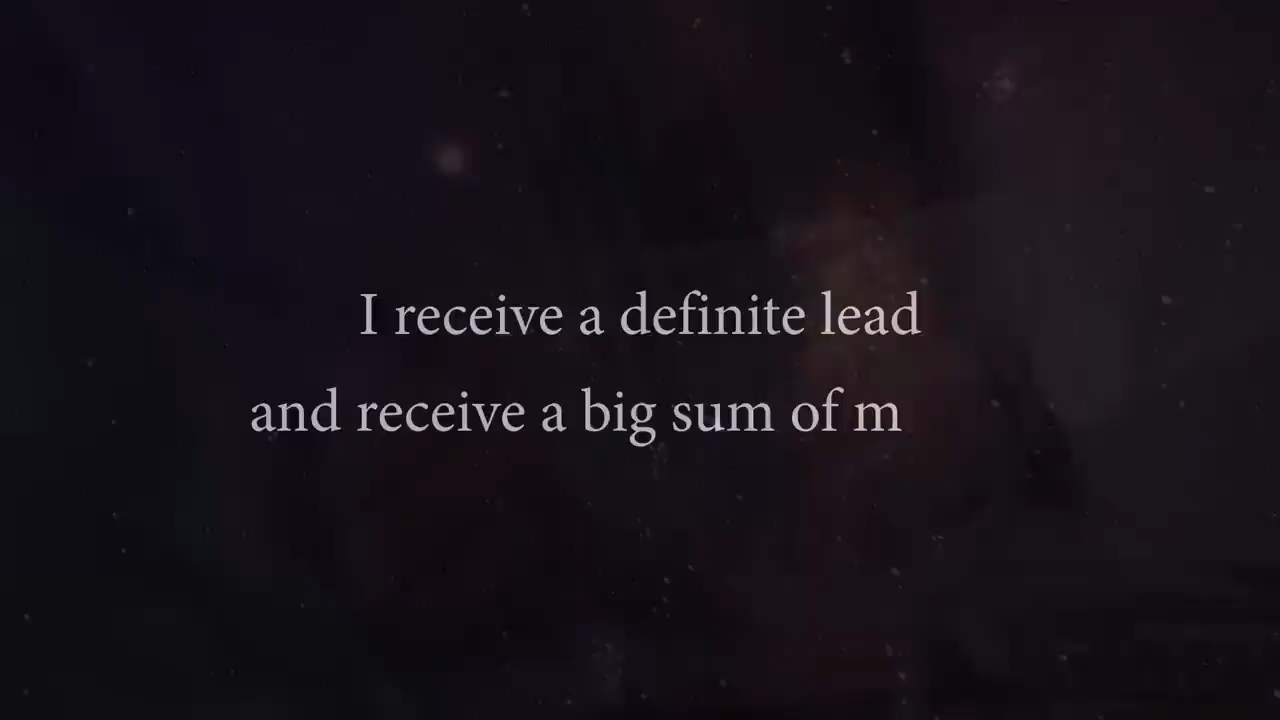 I receive a definite lead
and receive a big sum of m